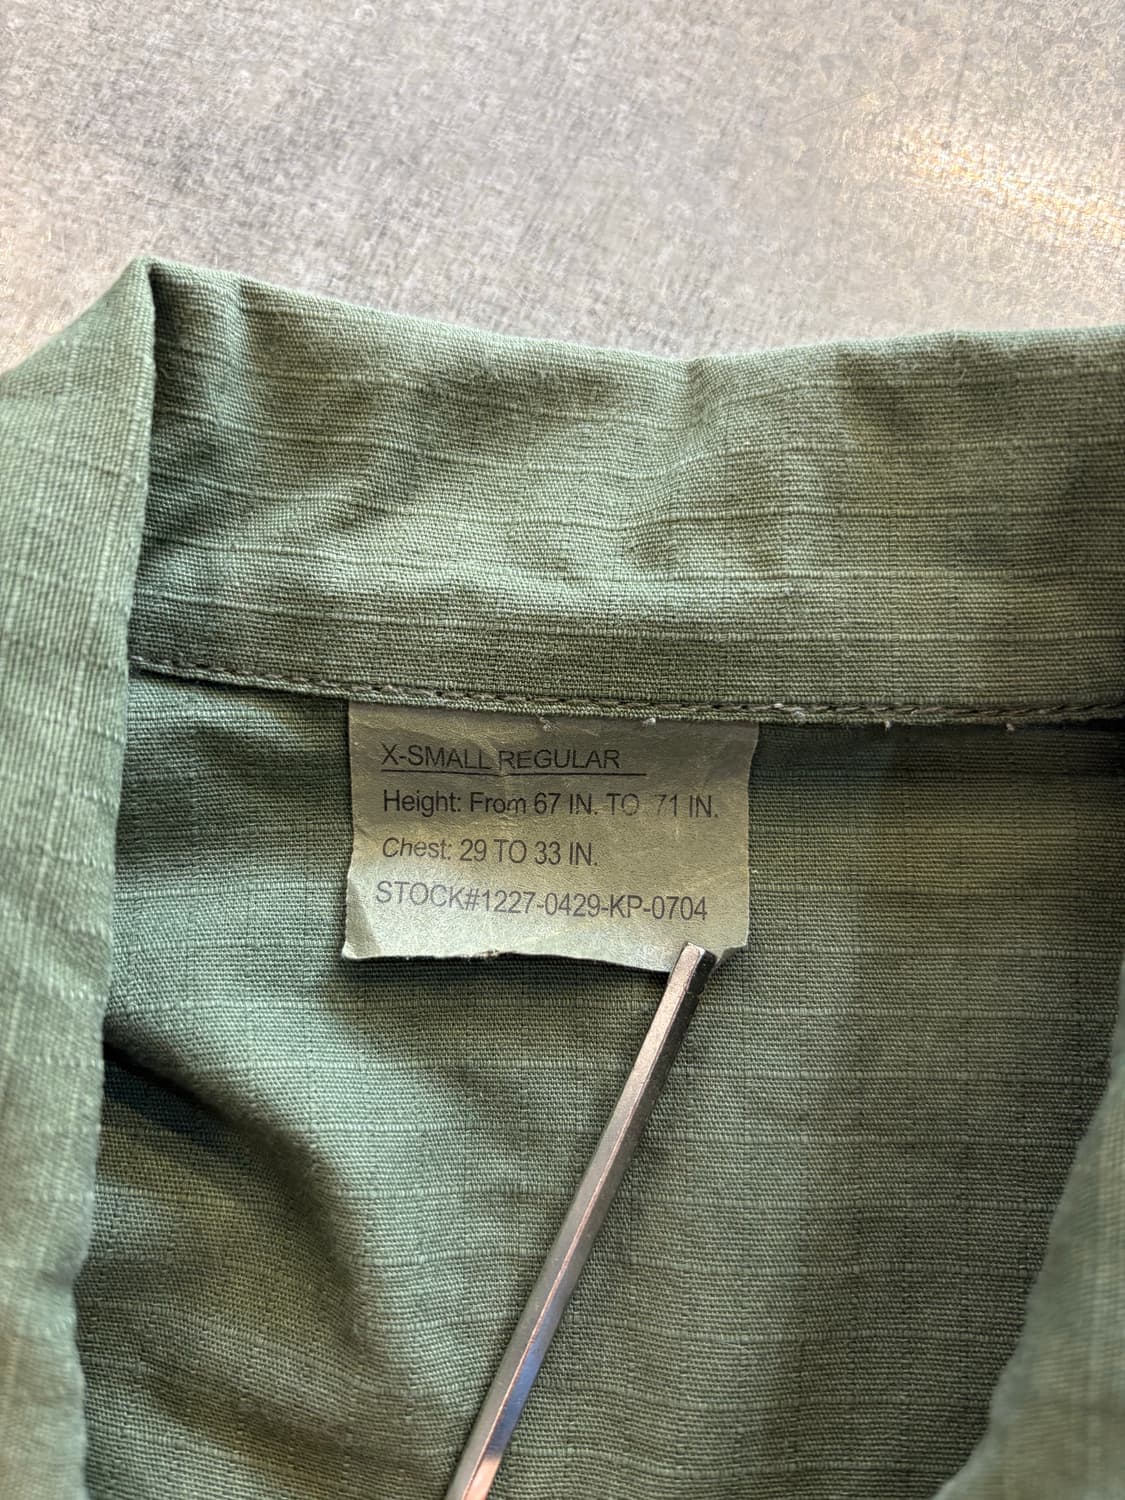 X-SMALL REGULAR
Height: From 67 IN. TO 71 IN.
Chest: 29 TO 33 IN.
STOCK#1227-0429-KP-0704